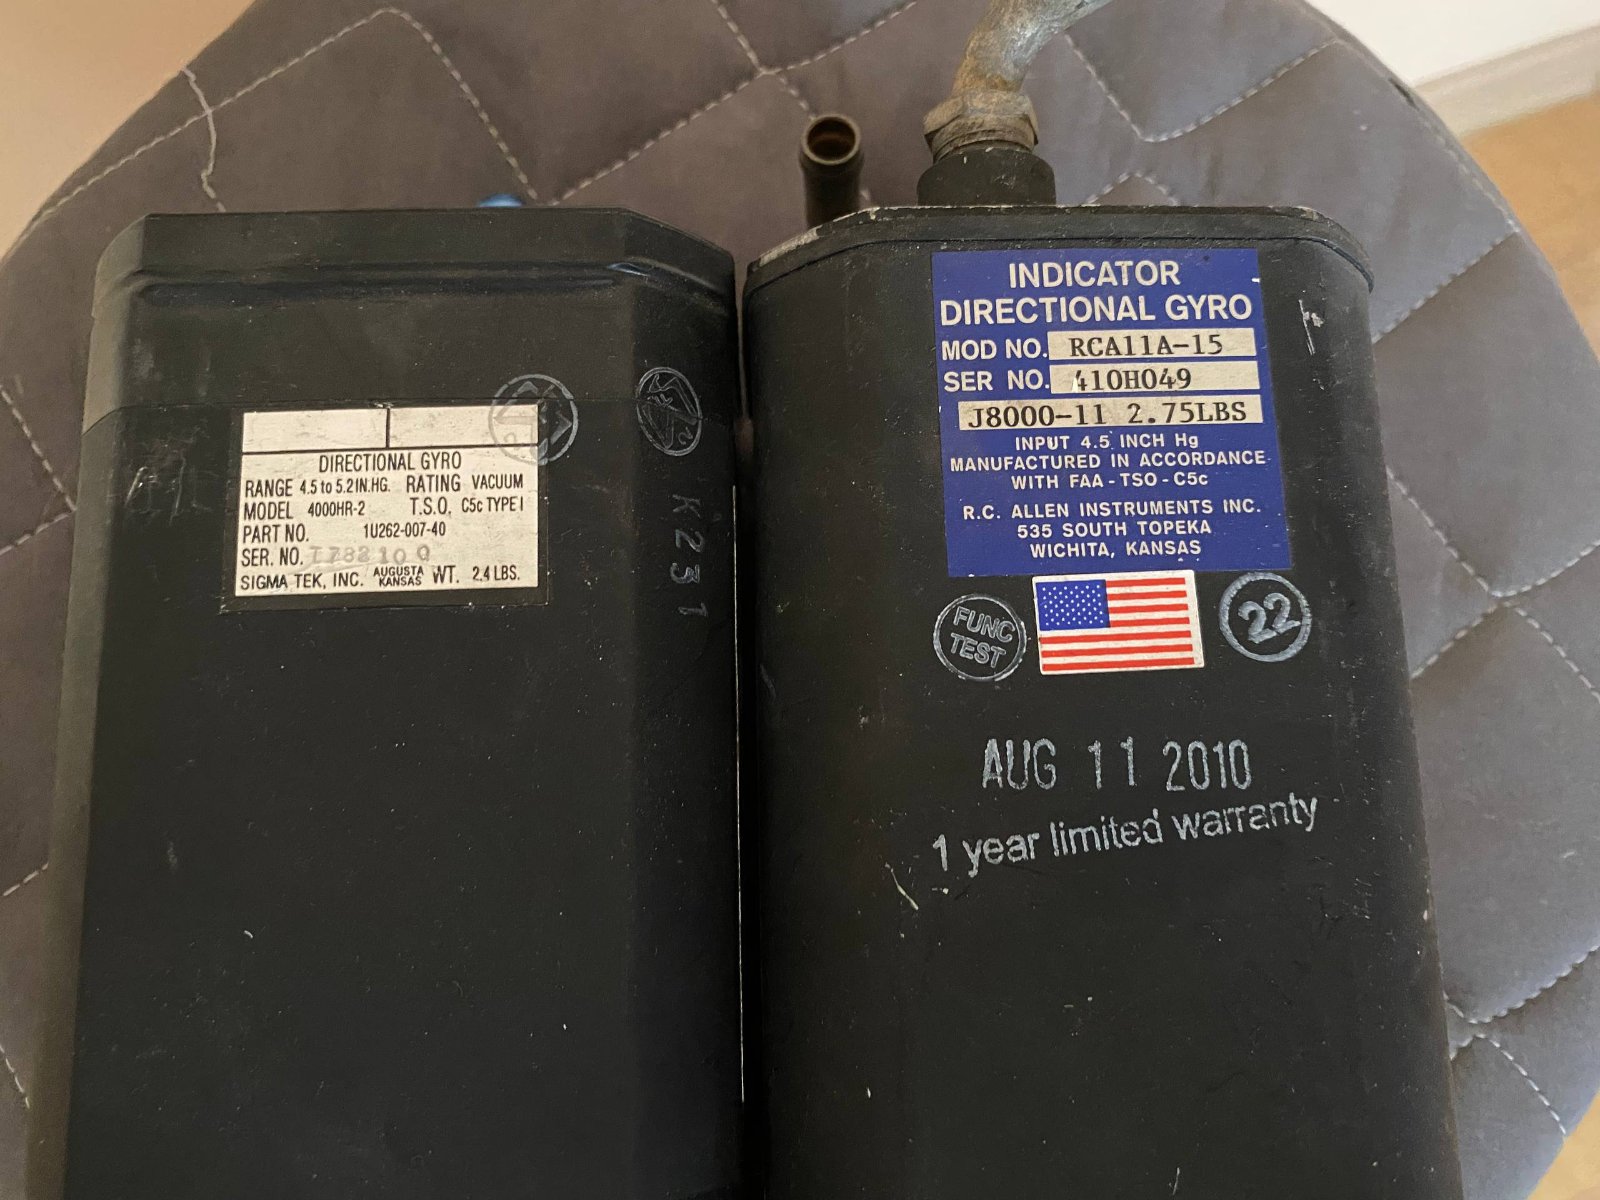 DIRECTIONAL GYRO
RANGE 4.5 to 5.2IN.HG. RATING VACUUM
MODEL 4000HR-2 T.S.O. C5c TYPE I
PART NO. 1U262-007-40
SER. NO. T78210Q
SIGMA TEK, INC. AUGUSTA KANSAS WT. 2.4 LBS.
K231
INDICATOR
DIRECTIONAL GYRO
MOD NO. RCA11A-15
SER NO. 410H049
J8000-11 2.75LBS
INPUT 4.5 INCH Hg
MANUFACTURED IN ACCORDANCE
WITH FAA - TSO - C5c
R.C. ALLEN INSTRUMENTS INC.
535 SOUTH TOPEKA
WICHITA, KANSAS
FUNC
TEST
22
AUG 11 2010
1 year limited warranty